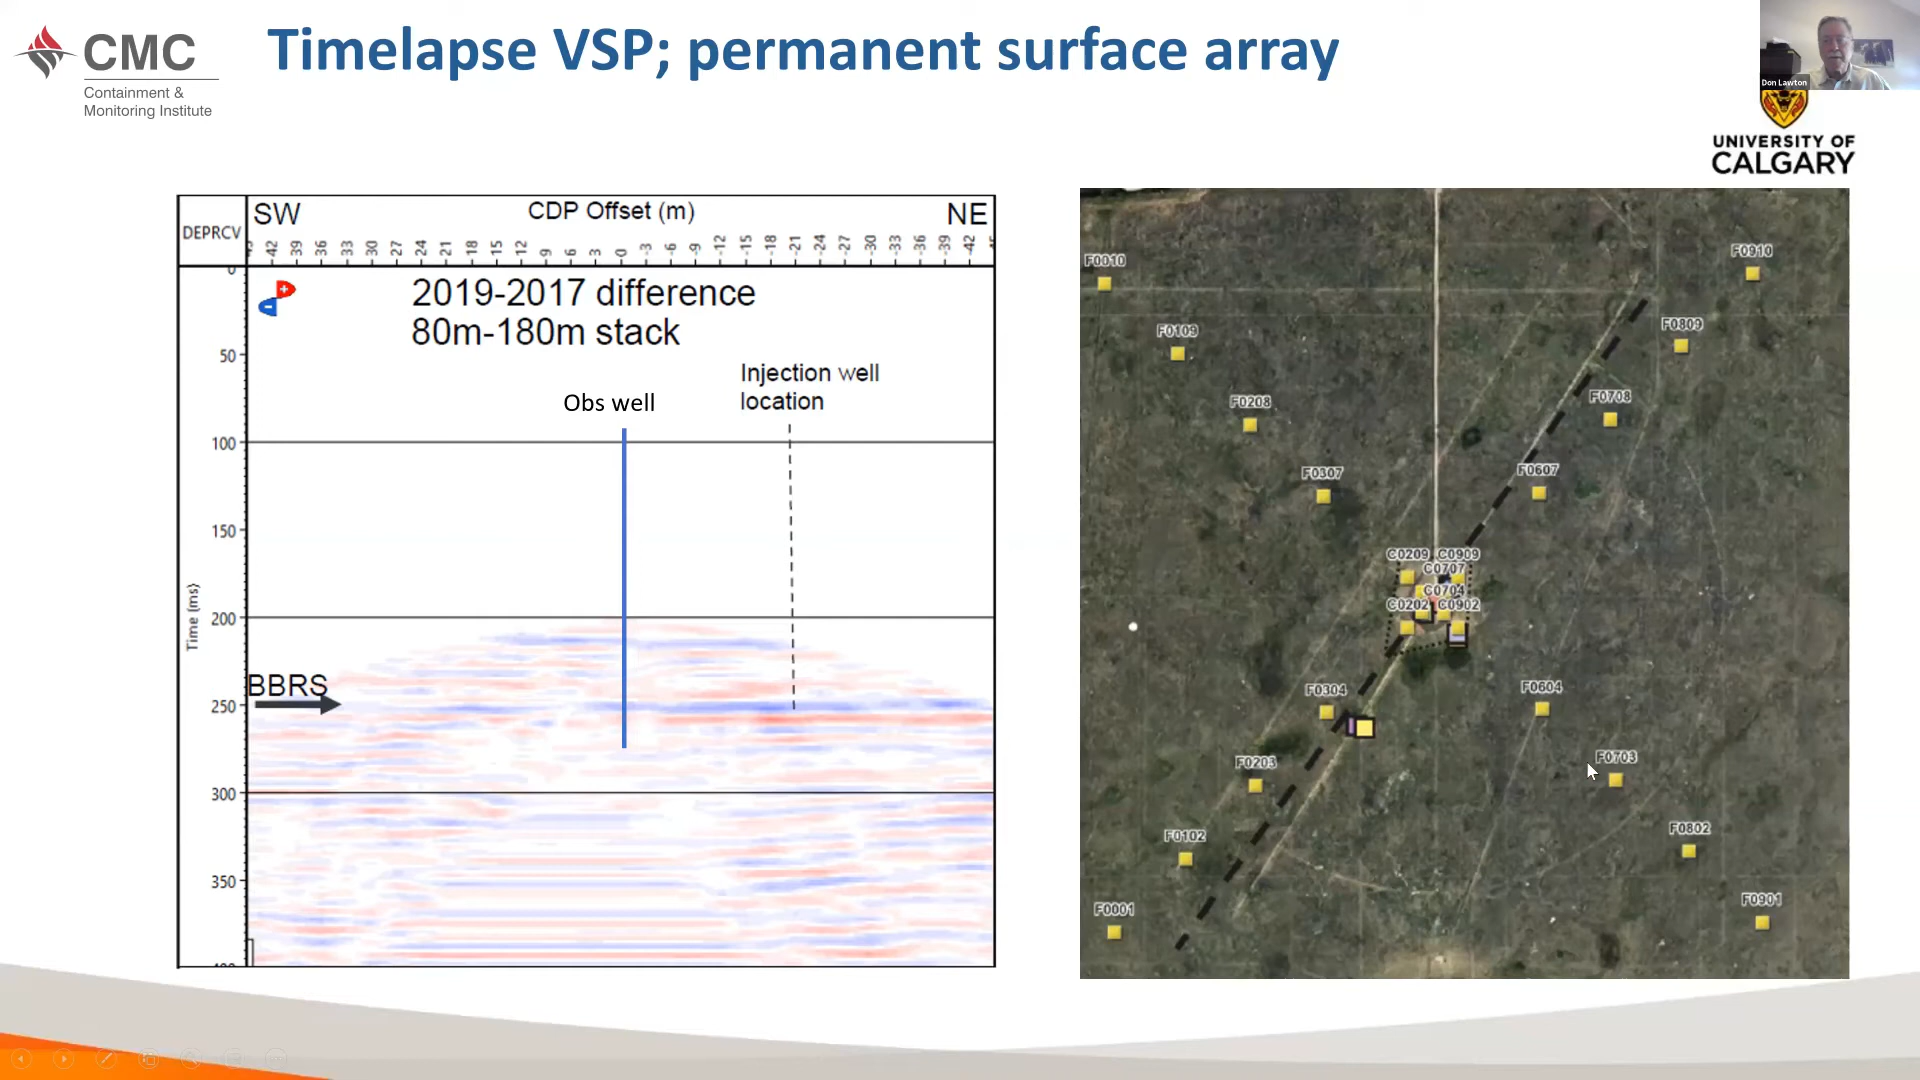 CMC
Containment &
Monitoring Institute
Timelapse VSP; permanent surface array
Don Lawton
UNIVERSITY OF
CALGARY
DEPRCV
SW
CDP Offset (m)
NE
42 39 36 33 30 27 24 21 18 15 12 9 6 3 0 -3 -6 -9 -12 -15 -18 -21 -24 -27 -30 -33 -36 -39 -42
0
+
-
2019-2017 difference
80m-180m stack
50
Injection well
location
Obs well
100
150
Time (ms)
200
BBRS
250
300
350
400
F0010
F0910
F0109
F0809
F0208
F0708
F0307
F0607
C0209 C0909
C0707
C0704
C0202 C0902
F0304
F0604
F0203
F0703
F0102
F0802
F0001
F0901